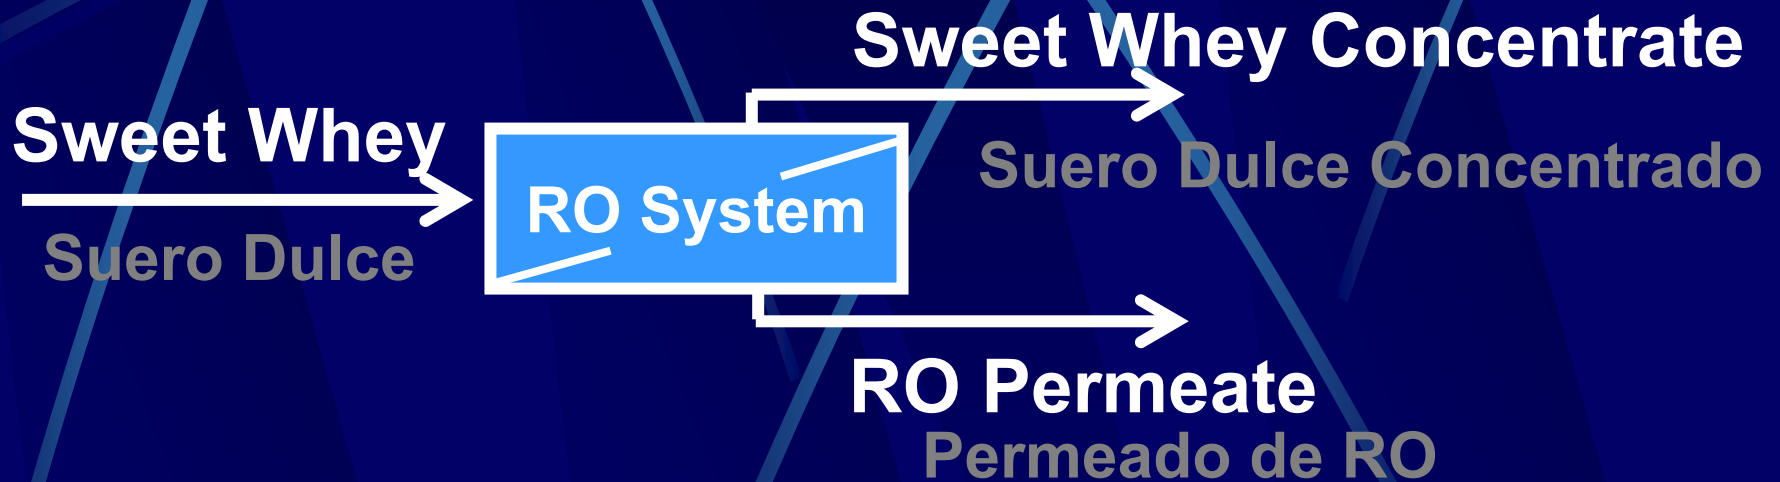 Sweet Whey Concentrate
Sweet Whey
Suero Dulce Concentrado
RO System
Suero Dulce
RO Permeate
Permeado de RO